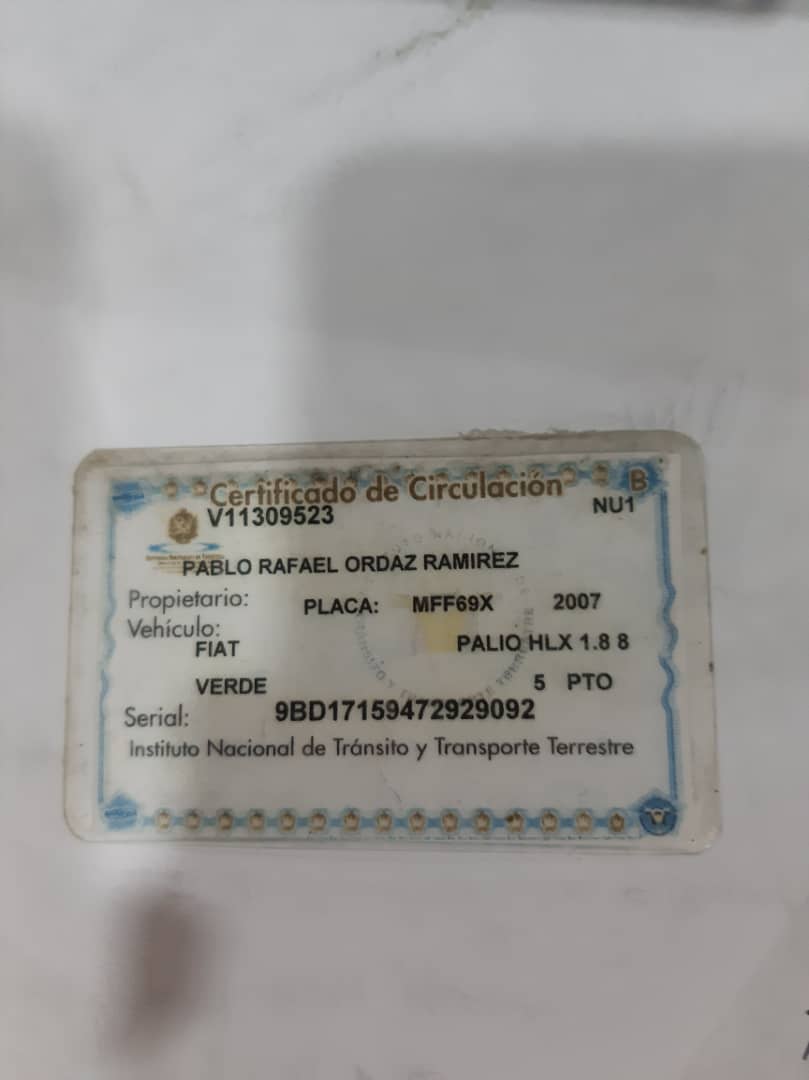 Certificado de Circulación B
V11309523 NU1
PABLO RAFAEL ORDAZ RAMIREZ
Propietario: PLACA: MFF69X 2007
Vehículo:
FIAT PALIO HLX 1.8 8
VERDE 5 PTO
Serial: 9BD17159472929092
Instituto Nacional de Tránsito y Transporte Terrestre